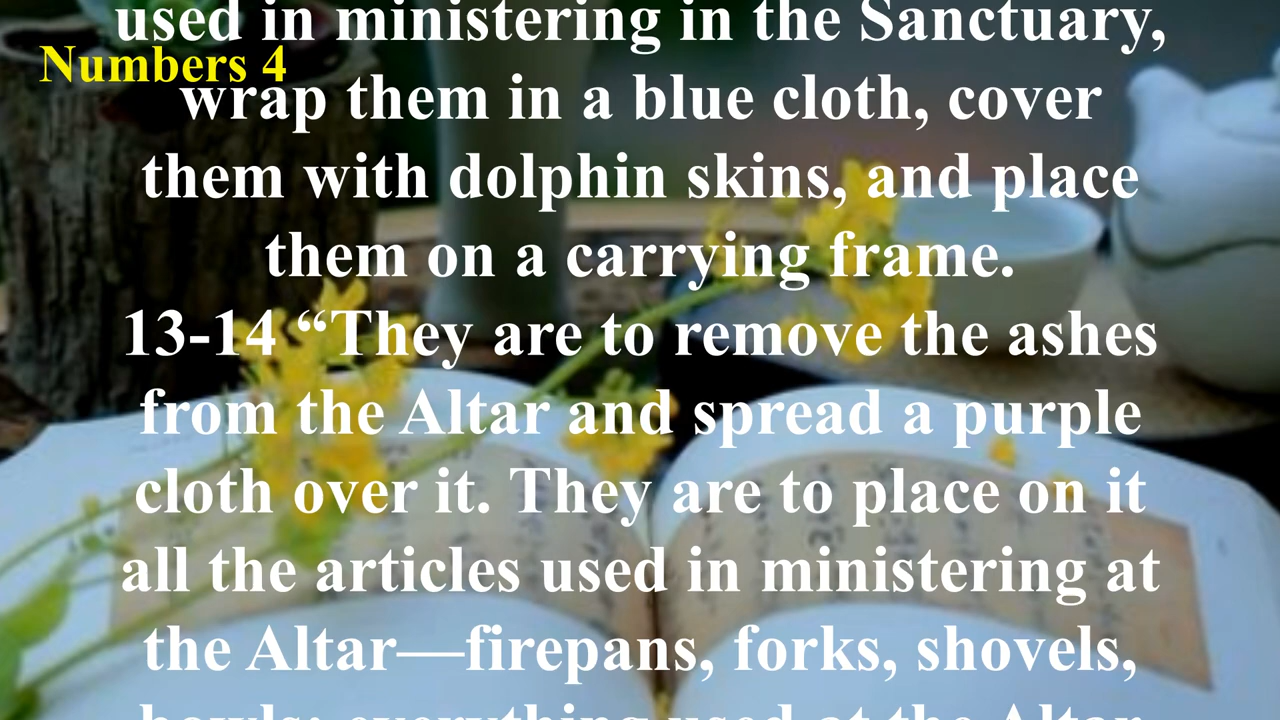 used in ministering in the Sanctuary,
Numbers 4
wrap them in a blue cloth, cover
them with dolphin skins, and place
them on a carrying frame.
13-14 “They are to remove the ashes
from the Altar and spread a purple
cloth over it. They are to place on it
all the articles used in ministering at
the Altar—firepans, forks, shovels,
bowls; everything used at the Altar